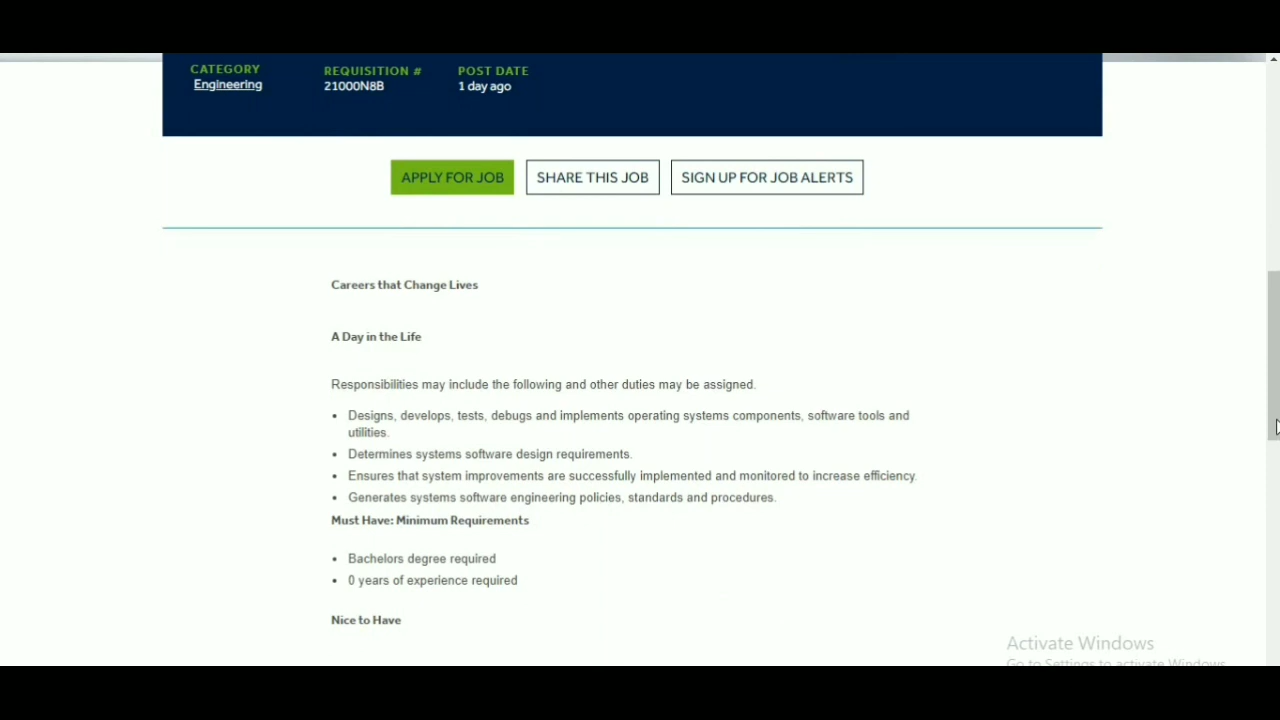 CATEGORY REQUISITION # POST DATE
Engineering 21000N8B 1 day ago
APPLY FOR JOB SHARE THIS JOB SIGN UP FOR JOB ALERTS
Careers that Change Lives
A Day in the Life
Responsibilities may include the following and other duties may be assigned.
• Designs, develops, tests, debugs and implements operating systems components, software tools and
utilities.
• Determines systems software design requirements.
• Ensures that system improvements are successfully implemented and monitored to increase efficiency.
• Generates systems software engineering policies, standards and procedures.
Must Have: Minimum Requirements
• Bachelors degree required
• 0 years of experience required
Nice to Have
Activate Windows
Go to Settings to activate Windows.